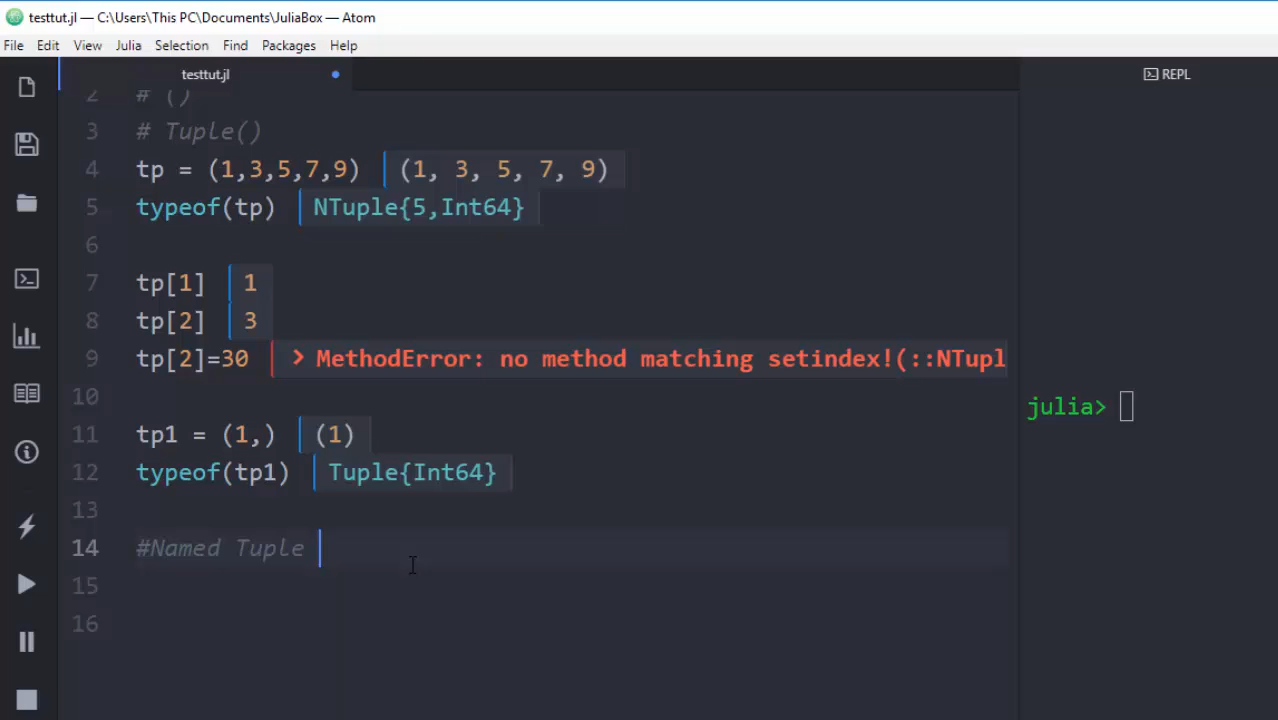 testtut.jl — C:\Users\This PC\Documents\JuliaBox — Atom
File Edit View Julia Selection Find Packages Help
testtut.jl
REPL
2 # ()
3 # Tuple()
4 tp = (1,3,5,7,9) (1, 3, 5, 7, 9)
5 typeof(tp) NTuple{5,Int64}
6
7 tp[1] 1
8 tp[2] 3
9 tp[2]=30 > MethodError: no method matching setindex!(::NTupl
10
julia>
11 tp1 = (1,) (1)
12 typeof(tp1) Tuple{Int64}
13
14 #Named Tuple
15
16